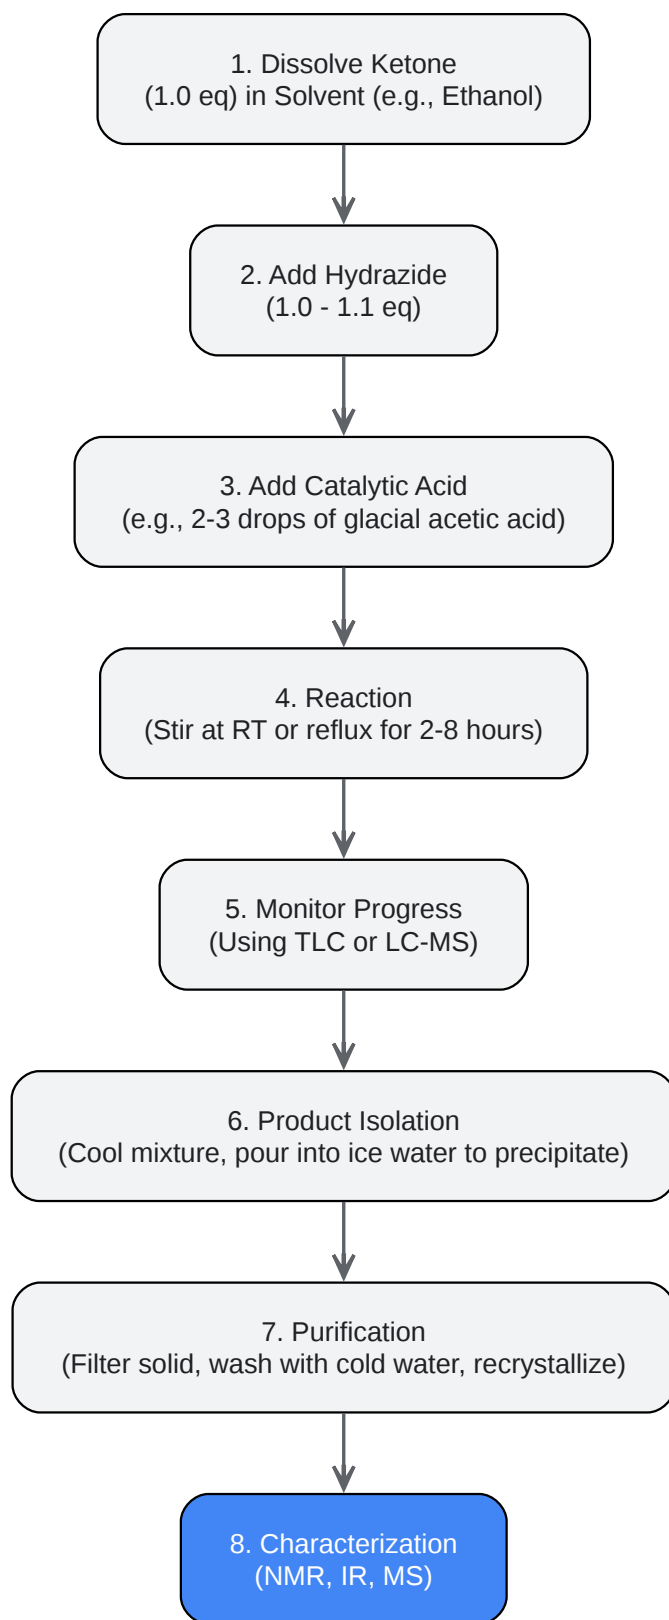 1. Dissolve Ketone
(1.0 eq) in Solvent (e.g., Ethanol)
2. Add Hydrazide
(1.0 - 1.1 eq)
3. Add Catalytic Acid
(e.g., 2-3 drops of glacial acetic acid)
4. Reaction
(Stir at RT or reflux for 2-8 hours)
5. Monitor Progress
(Using TLC or LC-MS)
6. Product Isolation
(Cool mixture, pour into ice water to precipitate)
7. Purification
(Filter solid, wash with cold water, recrystallize)
8. Characterization
(NMR, IR, MS)